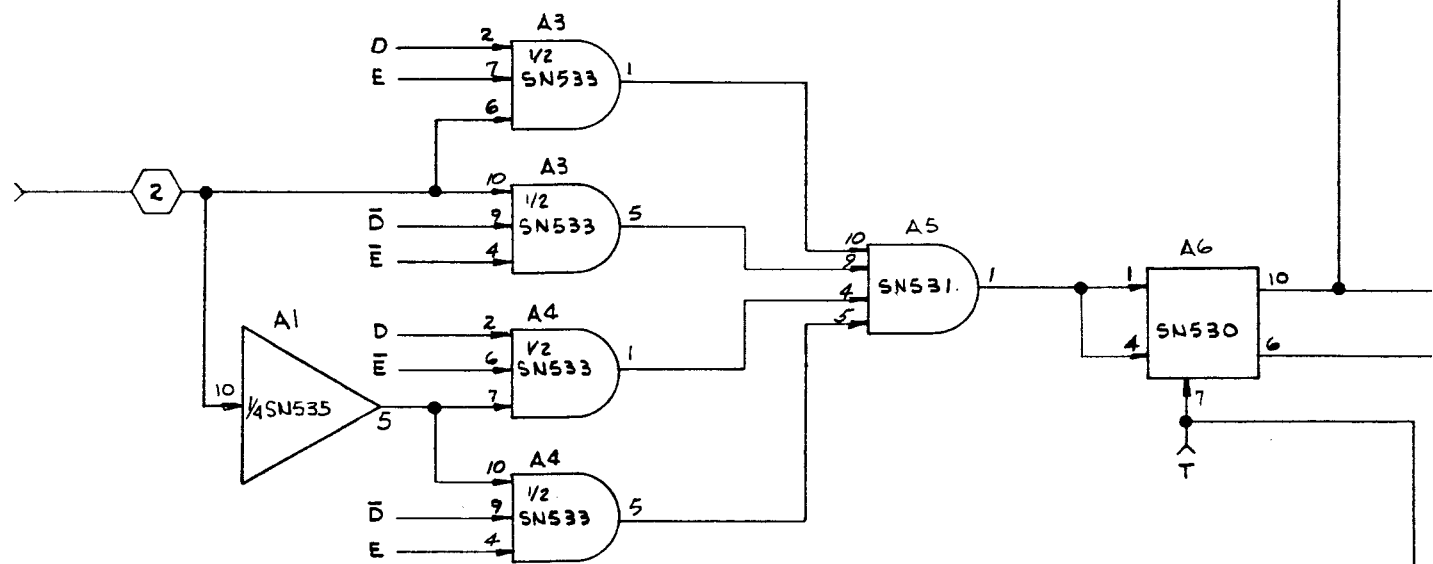 A3
D 2
1/2
E 7 SN533 1
6
2
A3
10
1/2
D̅ 9 SN533 5
E̅ 4
A5
10
9
SN531. 1
4
5
A6
1 10
SN530
4 6
7
T
A1
10 1/4SN535 5
A4
D 2
1/2
E̅ 6 SN533 1
7
A4
10
1/2
D̅ 9 SN533 5
E 4